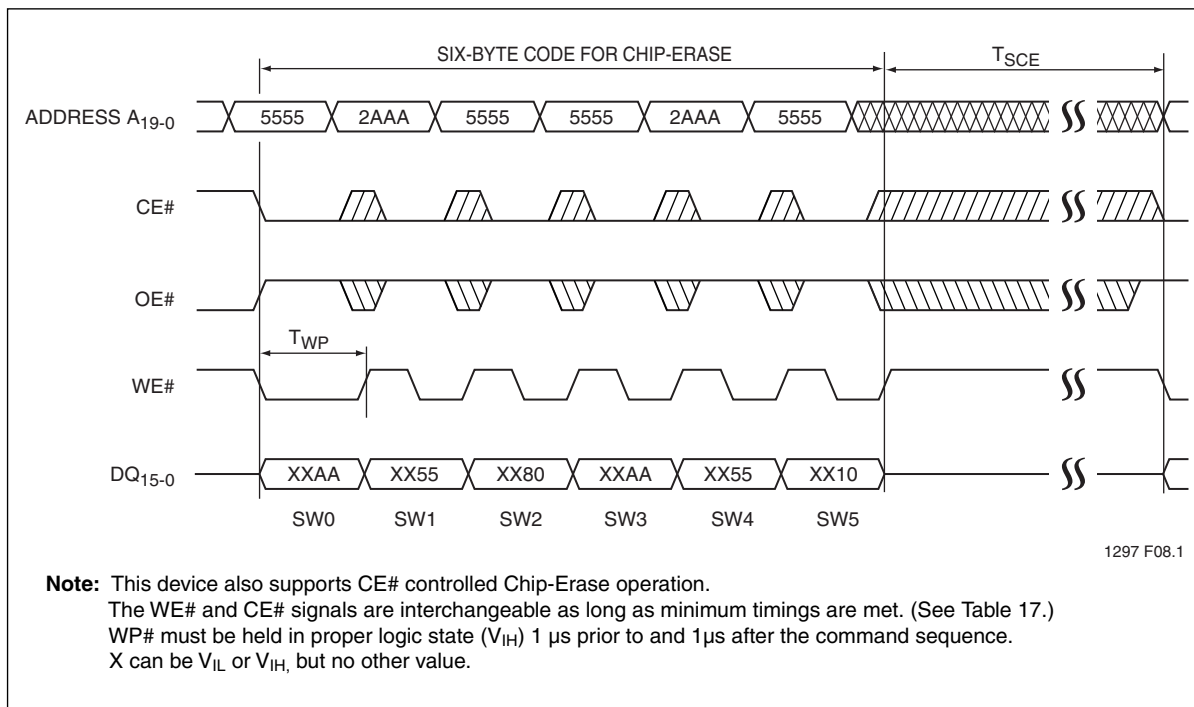 SIX-BYTE CODE FOR CHIP-ERASE
TSCE
ADDRESS A19-0
5555 2AAA 5555 5555 2AAA 5555
CE#
OE#
TWP
WE#
DQ15-0
XXAA XX55 XX80 XXAA XX55 XX10
SW0 SW1 SW2 SW3 SW4 SW5
1297 F08.1
Note: This device also supports CE# controlled Chip-Erase operation.
The WE# and CE# signals are interchangeable as long as minimum timings are met. (See Table 17.)
WP# must be held in proper logic state (VIH) 1 µs prior to and 1µs after the command sequence.
X can be VIL or VIH, but no other value.